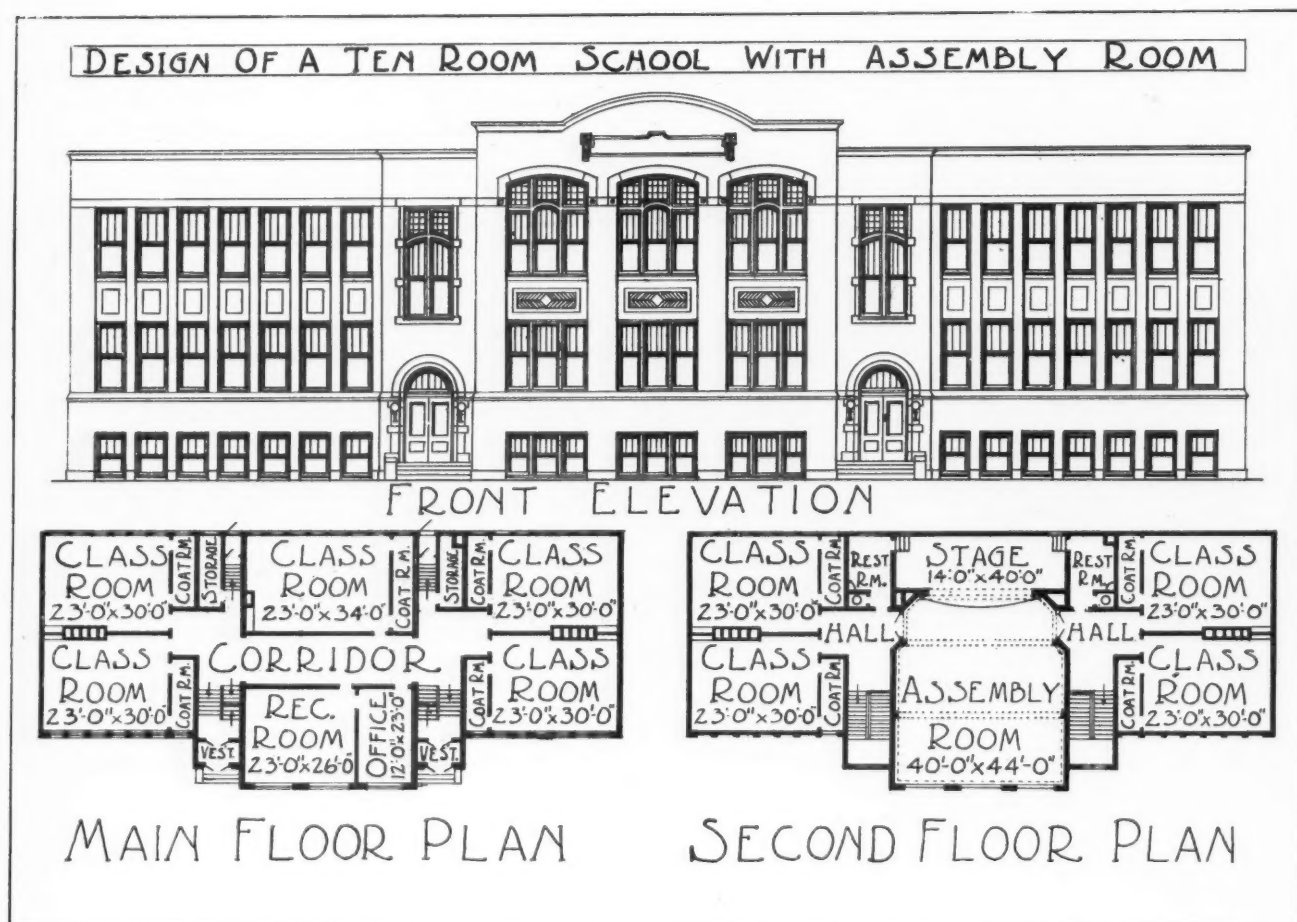 DESIGN OF A TEN ROOM SCHOOL WITH ASSEMBLY ROOM
FRONT ELEVATION
CLASS
ROOM
23'-0"x30'-0"
COAT RM.
STORAGE
CLASS
ROOM
23'-0"x34'-0"
COAT RM.
STORAGE
COAT RM.
CLASS
ROOM
23'-0"x30'-0"
CORRIDOR
CLASS
ROOM
23'-0"x30'-0"
COAT RM.
VEST.
REC.
ROOM
23'-0"x26'-0"
OFFICE
12'-0"x23'-0"
VEST.
COAT RM.
CLASS
ROOM
23'-0"x30'-0"
MAIN FLOOR PLAN
CLASS
ROOM
23'-0"x30'-0"
COAT RM.
REST
RM.
STAGE
14'-0"x40'-0"
REST
RM.
COAT RM.
CLASS
ROOM
23'-0"x30'-0"
HALL
HALL
CLASS
ROOM
23'-0"x30'-0"
COAT RM.
ASSEMBLY
ROOM
40'-0"x44'-0"
COAT RM.
CLASS
ROOM
23'-0"x30'-0"
SECOND FLOOR PLAN